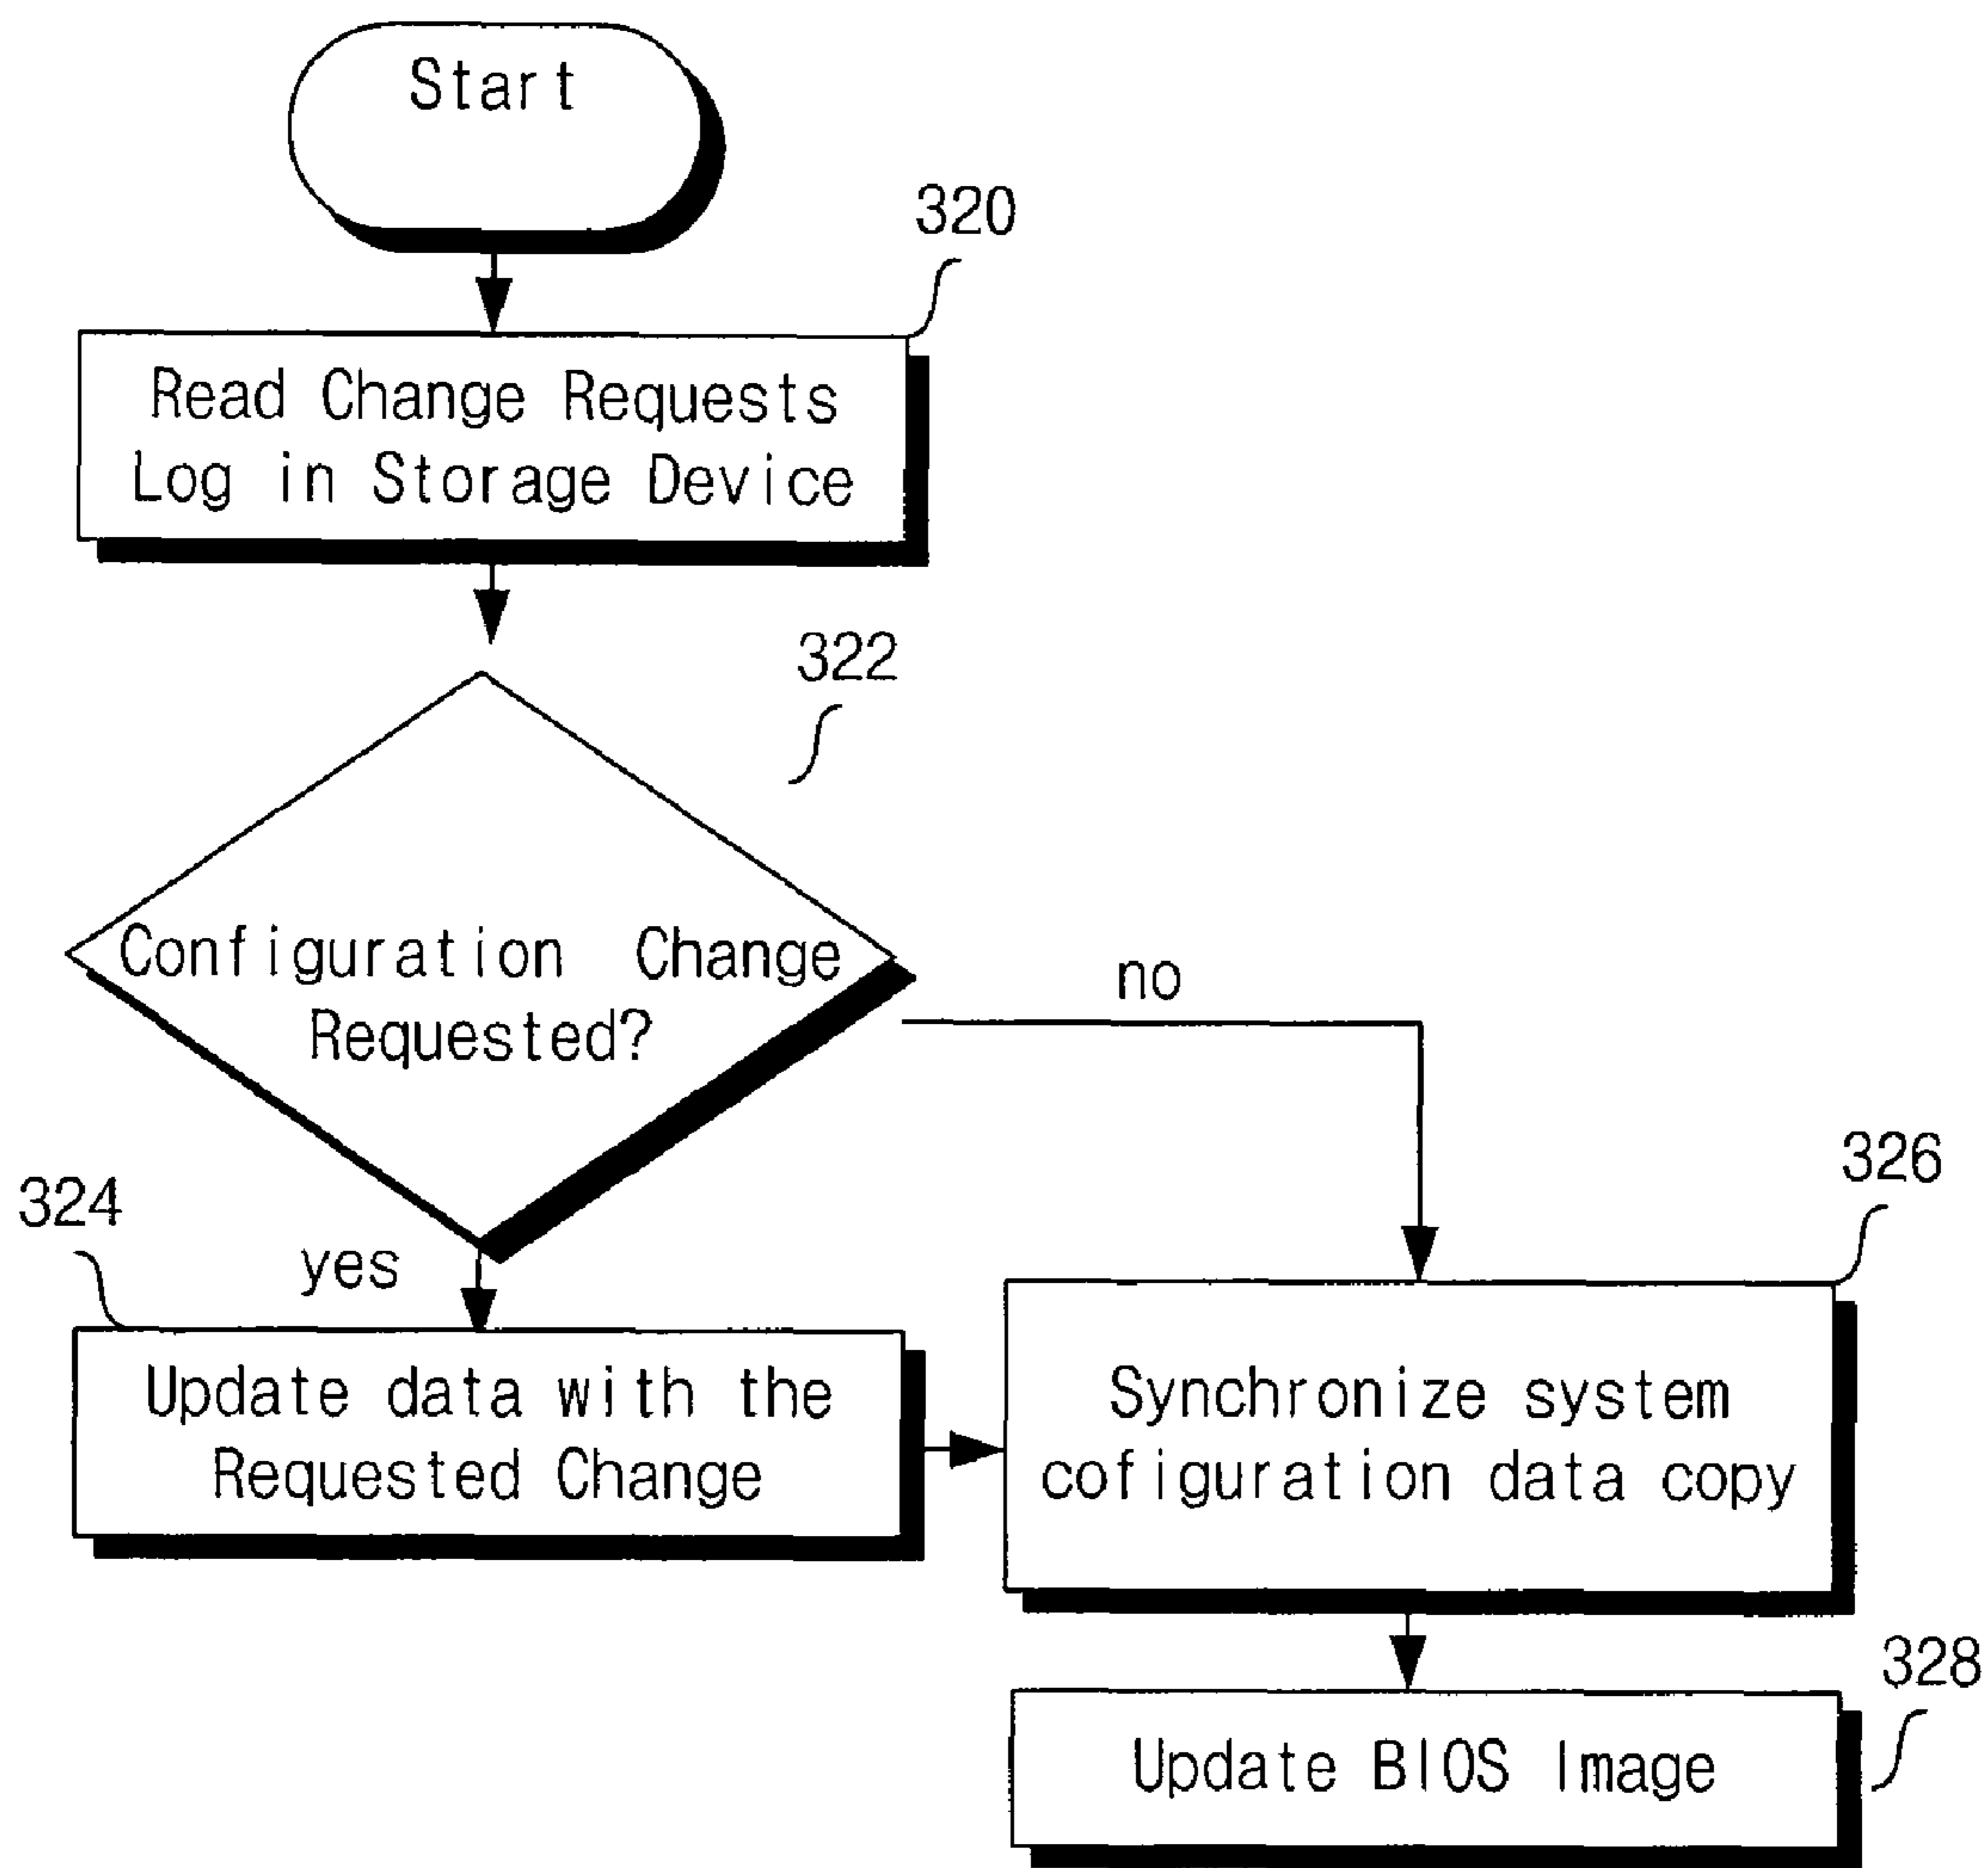 Start
320
Read Change Requests
Log in Storage Device
322
Configuration Change
Requested?
no
326
324
yes
Update data with the
Requested Change
Synchronize system
cofiguration data copy
328
Update BIOS Image